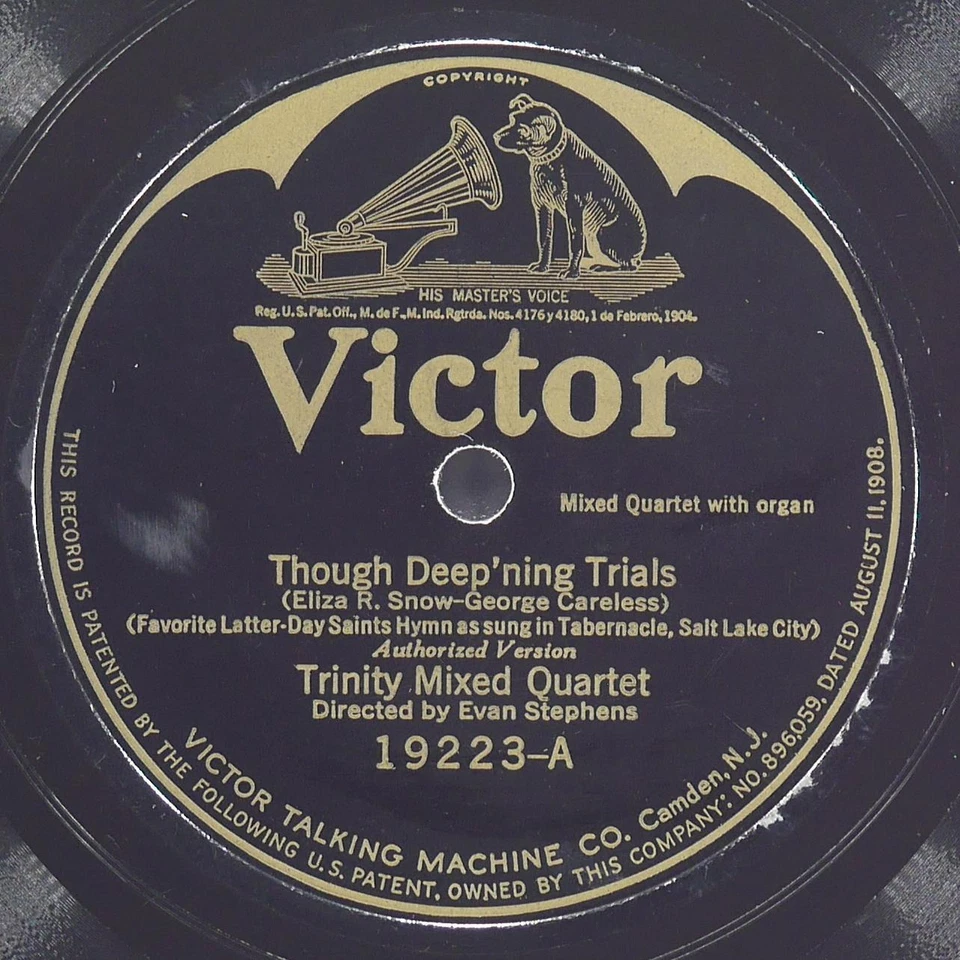 COPYRIGHT
HIS MASTER'S VOICE
Reg. U.S. Pat. Off., M. de F., M. Ind. Rgtrda. Nos. 4176 y 4180, 1 de Febrero, 1904.
Victor
Mixed Quartet with organ
Though Deep'ning Trials
(Eliza R. Snow-George Careless)
(Favorite Latter-Day Saints Hymn as sung in Tabernacle, Salt Lake City)
Authorized Version
Trinity Mixed Quartet
Directed by Evan Stephens
19223-A
VICTOR TALKING MACHINE CO. Camden, N. J.
THIS RECORD IS PATENTED BY THE FOLLOWING U.S. PATENT, OWNED BY THIS COMPANY: NO. 896,059, DATED AUGUST 11, 1908.